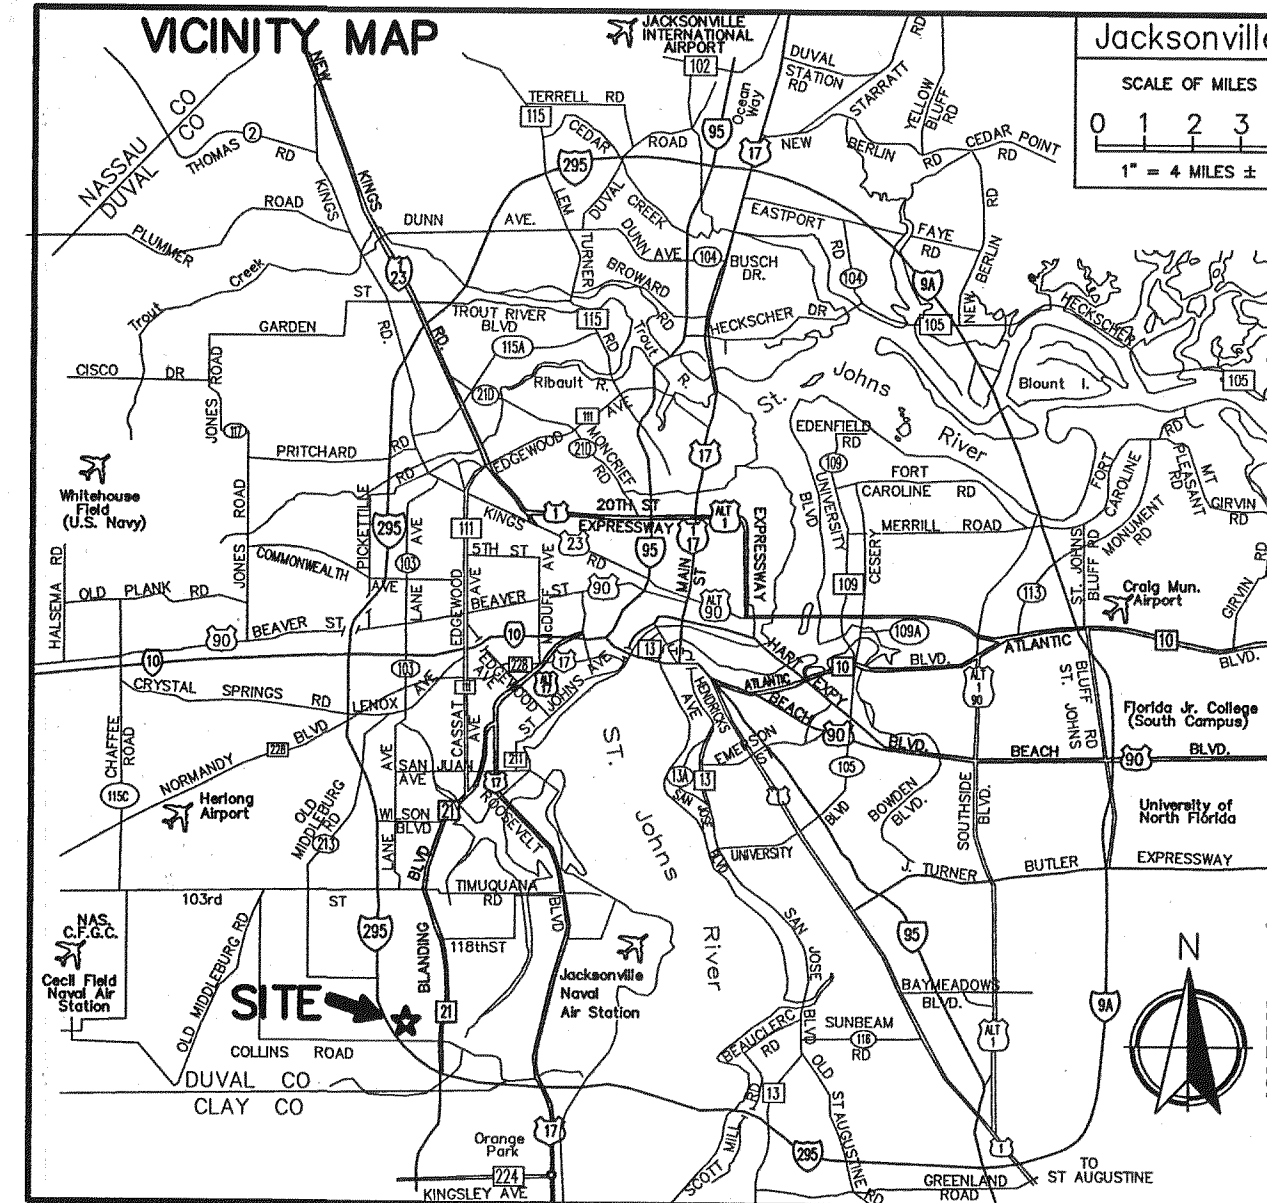 VICINITY MAP
JACKSONVILLE
INTERNATIONAL
AIRPORT
Jacksonville
SCALE OF MILES
0 1 2 3
1" = 4 MILES ±
NEW
KINGS
RD.
102
DUVAL
STATION
RD
STARRATT
RD
YELLOW
BLUFF
RD
Ocean
Way
TERRELL RD
115
CEDAR
ROAD
95
17
NEW
BERLIN
RD
CEDAR POINT
RD
NASSAU CO
DUVAL CO
THOMAS
2
RD
KINGS
RD.
295
LEM
TURNER
RD
DUVAL
CREEK
EASTPORT
RD
FAYE
RD
NEW BERLIN
RD
ROAD
PLUMMER
DUNN AVE.
DUNN AVE
104
BUSCH
DR.
104
9A
Creek
Trout
1
23
BROWARD
RD
HECKSCHER DR
105
HECKSCHER
ST
GARDEN
TROUT RIVER
BLVD
115
115A
Trout
R.
CISCO DR
JONES ROAD
Ribault R.
21D
111
AVE
St. Johns
River
Blount I.
105
117
PRITCHARD
RD
EDGEWOOD
21D
MONCRIEF
RD
17
EDENFIELD
RD
109
FORT
CAROLINE RD
FORT
CAROLINE
RD
MT
PLEASANT
RD
GIRVIN
RD
Whitehouse
Field
(U.S. Navy)
JONES ROAD
RD
PICKETTILLE
295
AVE
LANE
111
KINGS
RD
1
20TH ST
EXPRESSWAY
ALT
1
EXPRESSWAY
UNIVERSITY
BLVD
MERRILL ROAD
MONUMENT
RD
COMMONWEALTH
AVE
103
5TH ST
23
95
17
MAIN
ST
CESERY
109
113
ST. JOHNS
BLUFF RD
Craig Mun.
Airport
GIRVIN
RD
HALSEMA RD
OLD PLANK RD
EDGEWOOD
AVE
McDUFF
AVE
BEAVER ST
90
ALT
90
BEAVER ST.
90
10
10
103
228
17
ALT
17
13
109A
ATLANTIC
10
BLVD.
CRYSTAL SPRINGS RD
LENOX AVE
EDGEWOOD
AVE
111
ST JOHNS AVE
HART
EXPY
ATLANTIC
10
BLVD.
ALT
1
90
CHAFFEE
ROAD
NORMANDY BLVD
228
CASSAT
AVE
HENDRICKS
AVE
BEACH
90
BLVD.
BEACH
90
BLVD.
BLUFF
RD
ST.
JOHNS
Florida Jr. College
(South Campus)
SAN JUAN
AVE
211
17
EMERSON
ST
13A
13
1
105
115C
Herlong
Airport
OLD
MIDDLEBURG
RD
213
WILSON
BLVD
LANE
AVE
21
ROOSEVELT
BLVD
ST. Johns
River
SAN JOSE
BLVD
UNIVERSITY
BLVD
BOWDEN
BLVD.
SOUTHSIDE
BLVD.
University of
North Florida
J. TURNER BUTLER EXPRESSWAY
103rd ST
TIMUQUANA
RD
NAS.
C.F.G.C.
Cecil Field
Naval Air
Station
OLD MIDDLEBURG RD
295
BLANDING
BLVD
118thST
Jacksonville
Naval
Air Station
SAN JOSE
BLVD
95
BAYMEADOWS
BLVD.
9A
N
SITE
21
COLLINS ROAD
BEAUCLERC
RD
SUNBEAM
RD
116
ALT
1
DUVAL CO
CLAY CO
13
OLD
ST AUGUSTINE
RD
SCOTT MILL RD
Orange
Park
17
295
1
224
KINGSLEY AVE
GREENLAND
ROAD
TO
ST AUGUSTINE